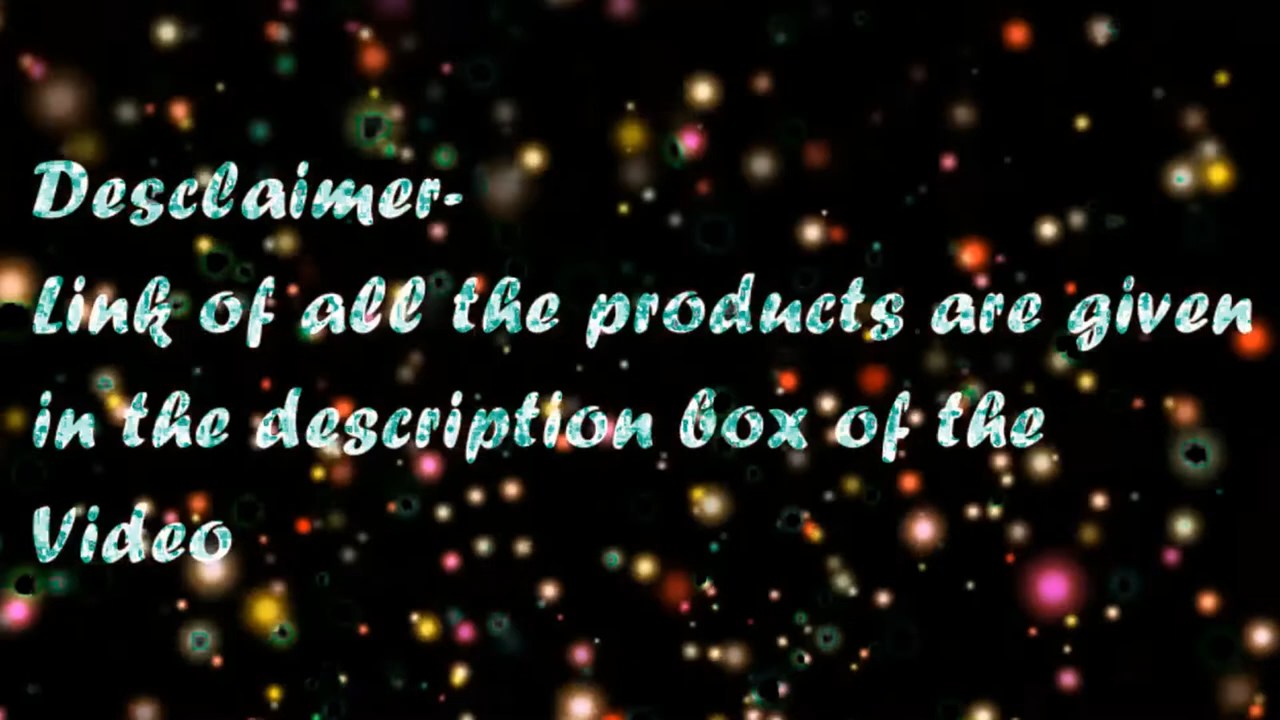 Desclaimer-
Link of all the products are given
in the description box of the
Video